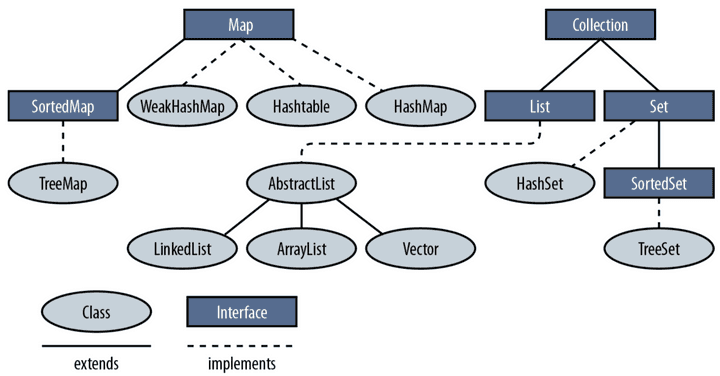 Map
Collection
SortedMap
WeakHashMap
Hashtable
HashMap
List
Set
TreeMap
AbstractList
HashSet
SortedSet
LinkedList
ArrayList
Vector
TreeSet
Class
Interface
extends
implements